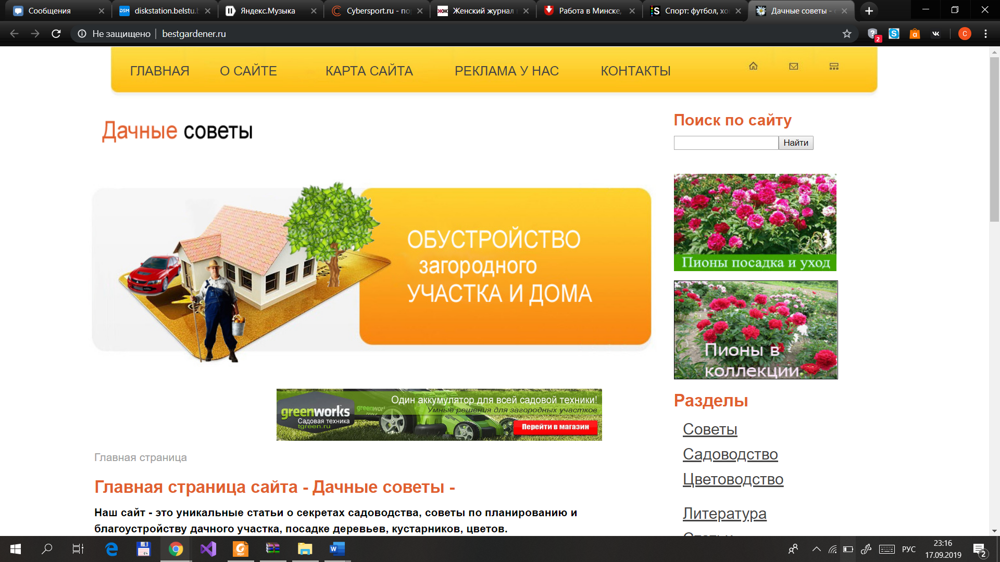 Сообщения
diskstation.belstu.b
Яндекс.Музыка
Cybersport.ru - по
Женский журнал
Работа в Минске,
Спорт: футбол, хо
Дачные советы -
Не защищено | bestgardener.ru
2
S
C
ГЛАВНАЯ О САЙТЕ КАРТА САЙТА РЕКЛАМА У НАС КОНТАКТЫ
Дачные советы
Поиск по сайту
Найти
ОБУСТРОЙСТВО
загородного
УЧАСТКА И ДОМА
Пионы посадка и уход
Пионы в
коллекции
greenworks
Садовая техника
tgreen.ru
Один аккумулятор для всей садовой техники!
Умные решения для загородных участков
Перейти в магазин
Разделы
Советы
Садоводство
Цветоводство
Литература
Главная страница
Главная страница сайта - Дачные советы -
Наш сайт - это уникальные статьи о секретах садоводства, советы по планированию и
благоустройству дачного участка, посадке деревьев, кустарников, цветов.
РУС
23:16
17.09.2019
2